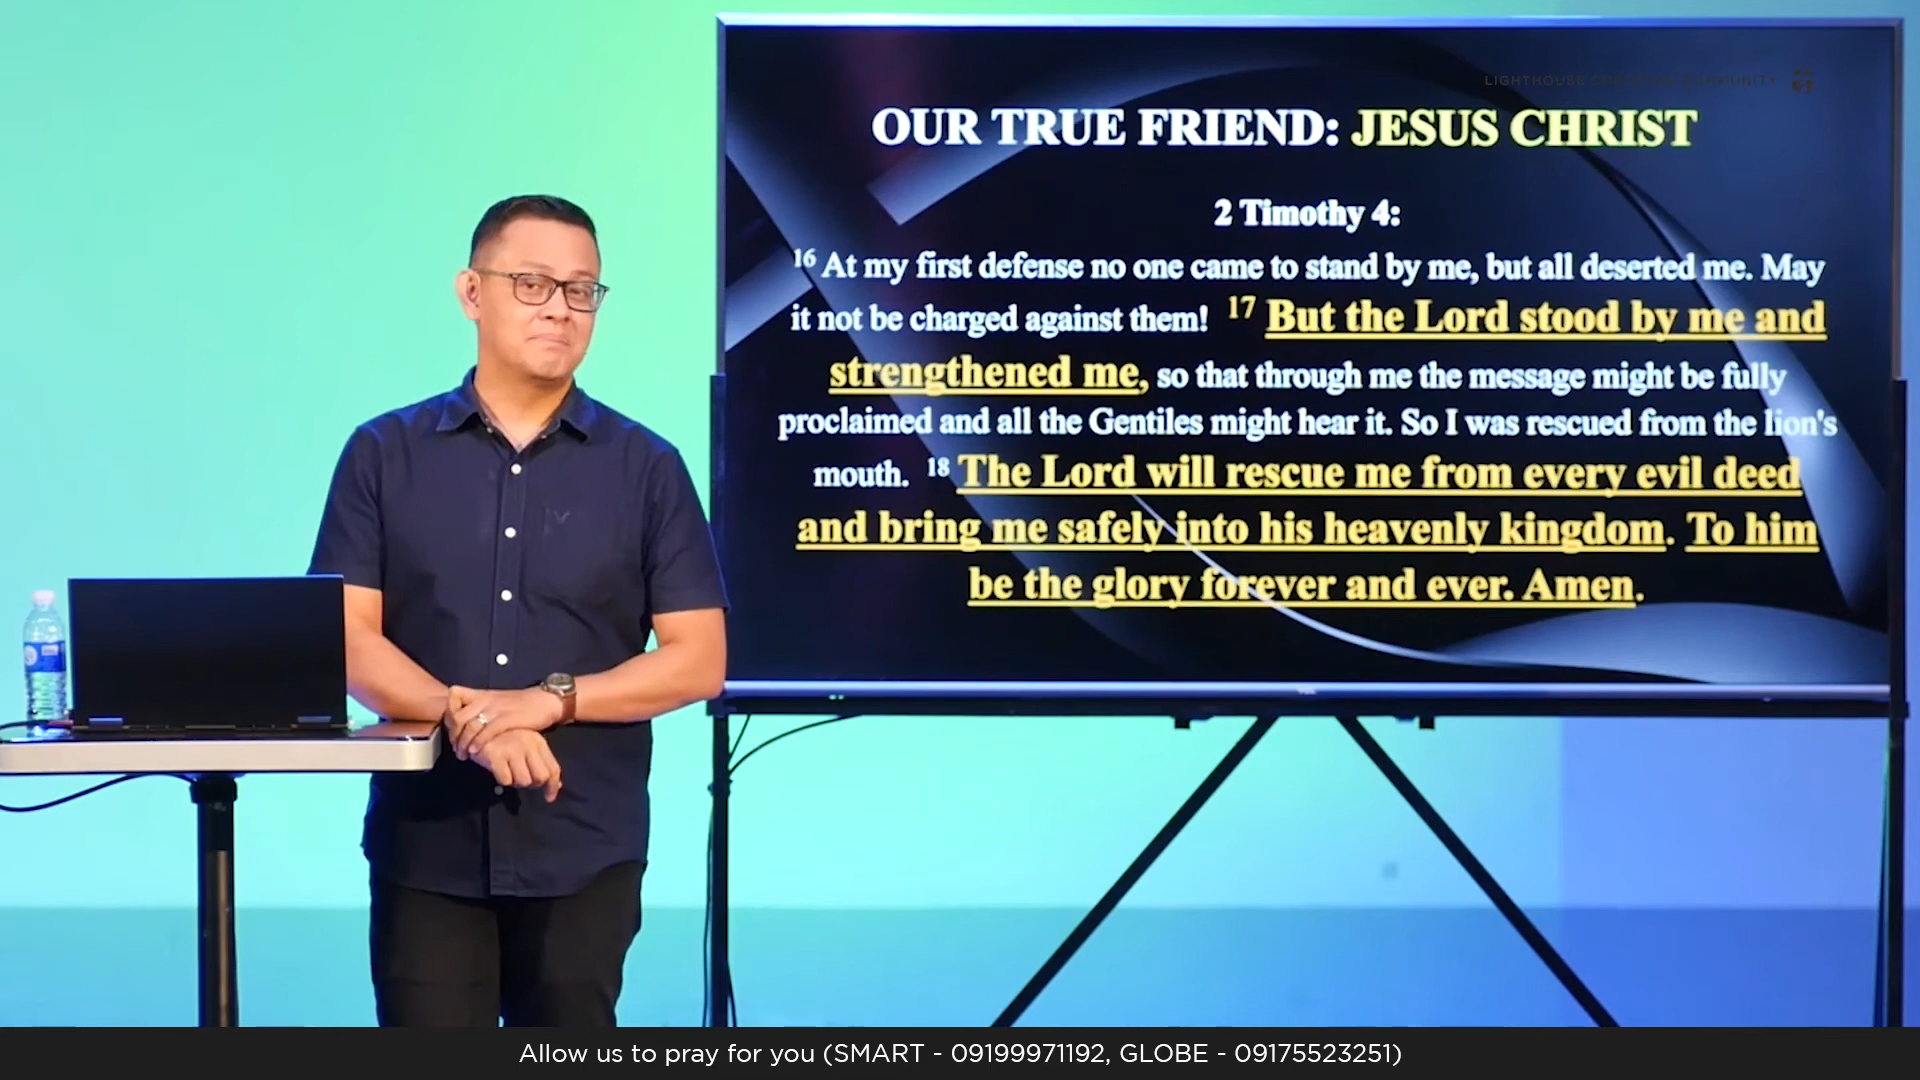 LIGHTHOUSE CHRISTIAN COMMUNITY
OUR TRUE FRIEND: JESUS CHRIST
2 Timothy 4:
16 At my first defense no one came to stand by me, but all deserted me. May
it not be charged against them! 17 But the Lord stood by me and
strengthened me, so that through me the message might be fully
proclaimed and all the Gentiles might hear it. So I was rescued from the lion's
mouth. 18 The Lord will rescue me from every evil deed
and bring me safely into his heavenly kingdom. To him
be the glory forever and ever. Amen.
Allow us to pray for you (SMART - 09199971192, GLOBE - 09175523251)